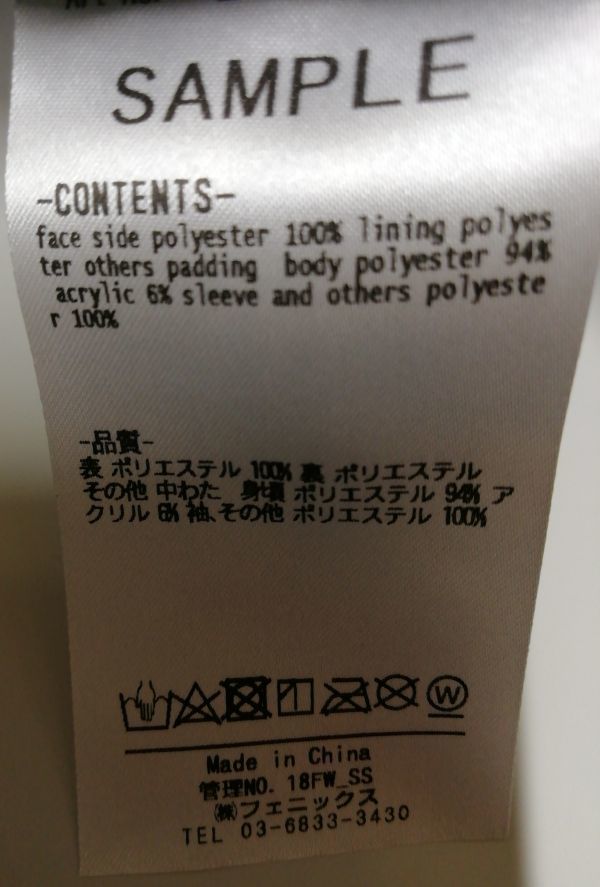 SAMPLE
-CONTENTS-
face side polyester 100% lining polyes
ter others padding body polyester 94%
acrylic 6% sleeve and others polyeste
r 100%
-品質-
表 ポリエステル 100% 裏 ポリエステル
その他 中わた 身頃 ポリエステル 94% ア
クリル 6% 袖、その他 ポリエステル 100%
W
Made in China
管理NO. 18FW_SS
㈱フェニックス
TEL 03-6833-3430